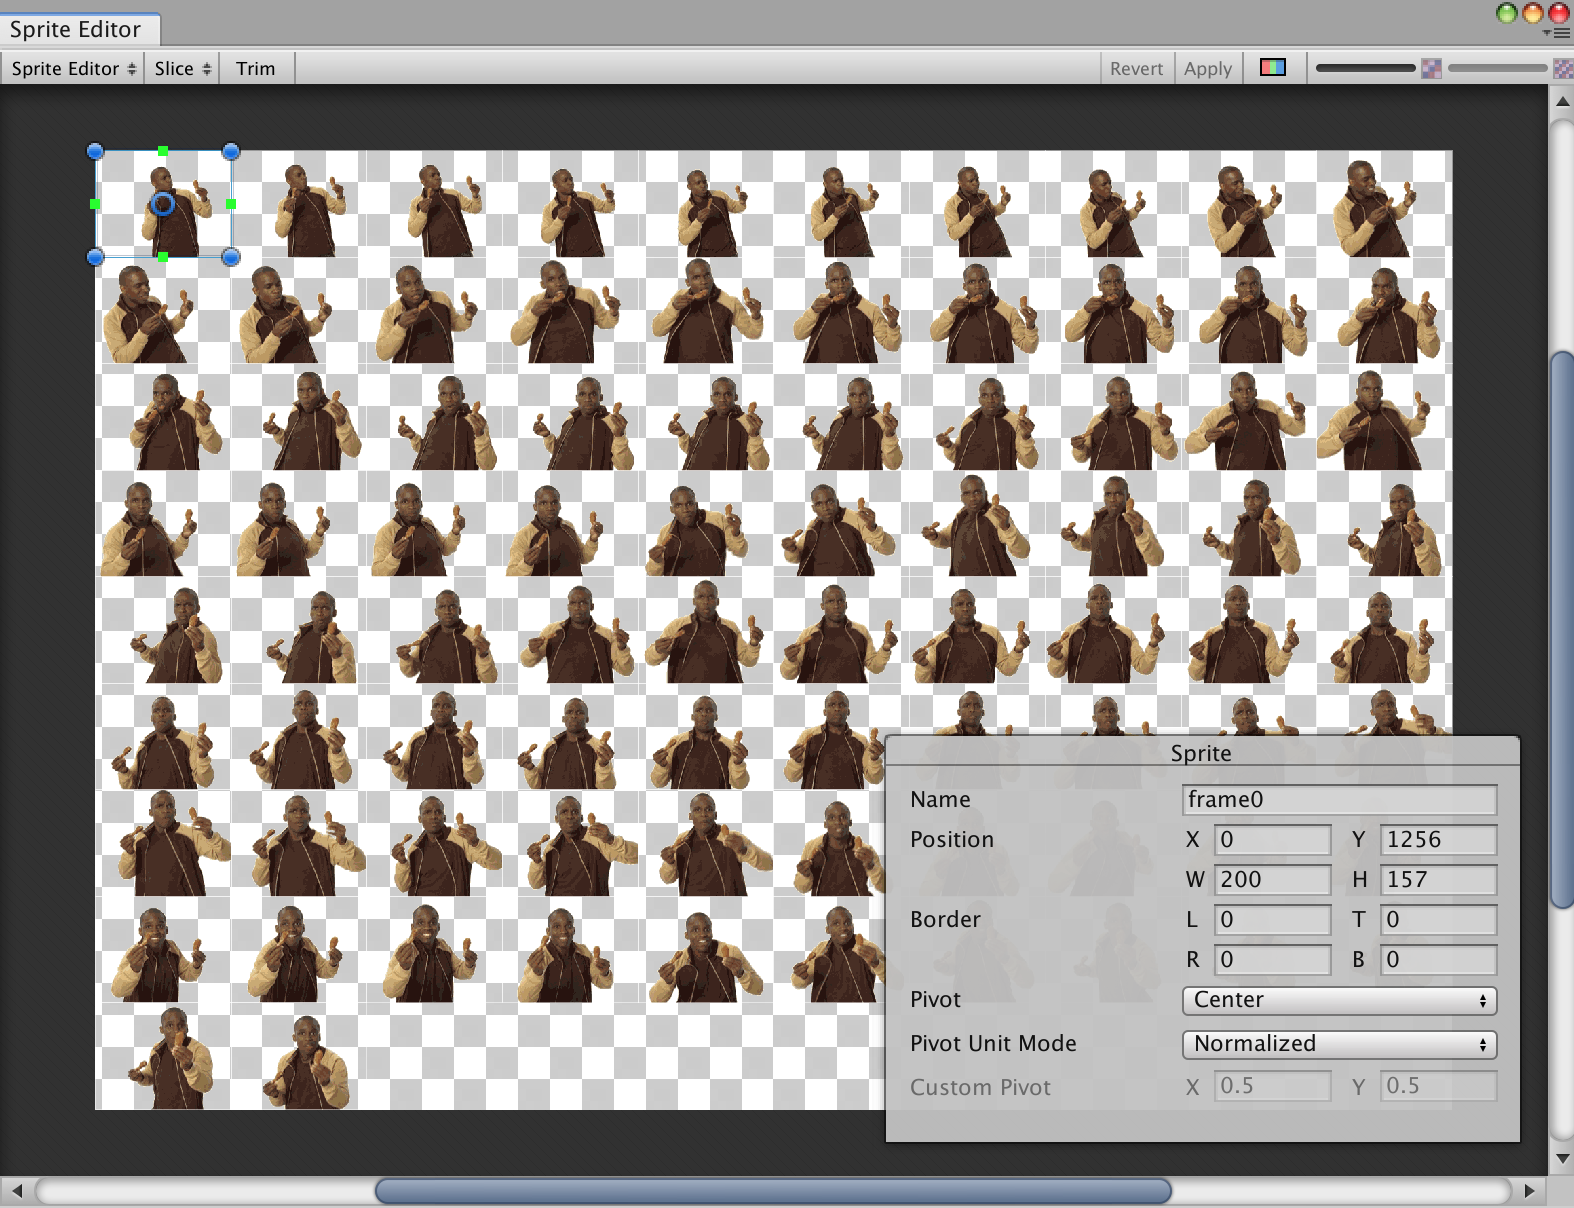 Sprite Editor
Sprite Editor Slice Trim Revert Apply
Sprite
Name frame0
Position X 0 Y 1256
W 200 H 157
Border L 0 T 0
R 0 B 0
Pivot Center
Pivot Unit Mode Normalized
Custom Pivot X 0.5 Y 0.5